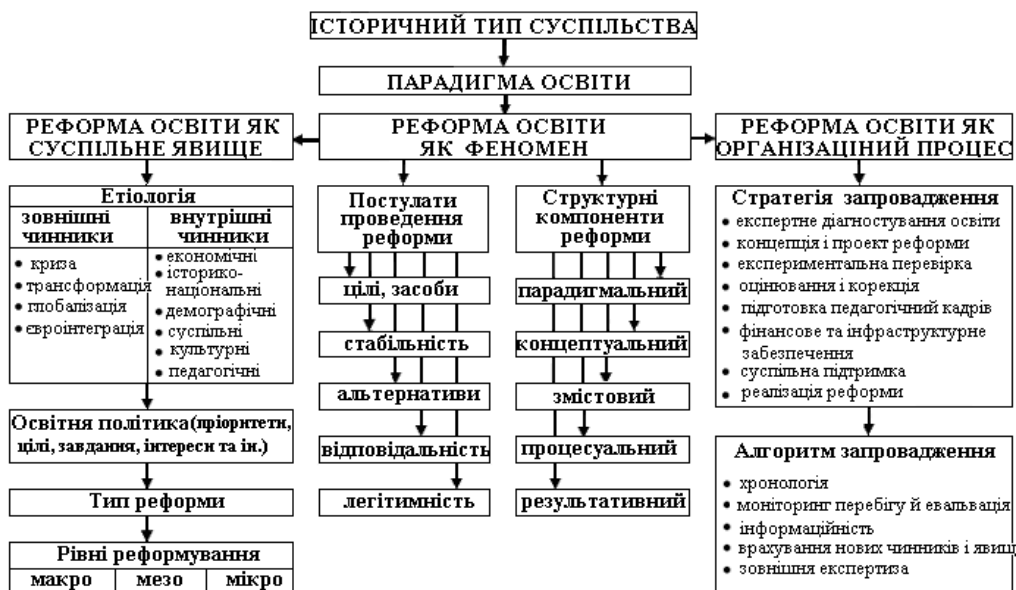 ІСТОРИЧНИЙ ТИП СУСПІЛЬСТВА
ПАРАДИГМА ОСВІТИ
РЕФОРМА ОСВІТИ ЯК
СУСПІЛЬНЕ ЯВИЩЕ
РЕФОРМА ОСВІТИ
ЯК ФЕНОМЕН
РЕФОРМА ОСВІТИ ЯК
ОРГАНІЗАЦІНИЙ ПРОЦЕС
Етіологія
зовнішні
чинники
• криза
• трансформація
• глобалізація
• євроінтеграція
внутрішні
чинники
• економічні
• історико-
національні
• демографічні
• суспільні
• культурні
• педагогічні
Освітня політика(пріоритети,
цілі, завдання, інтереси та ін.)
Тип реформи
Рівні реформування
макро мезо мікро
Постулати
проведення
реформи
цілі, засоби
стабільність
альтернативи
відповідальність
легітимність
Структурні
компоненти
реформи
парадигмальний
концептуальний
змістовий
процесуальний
результативний
Стратегія запровадження
• експертне діагностування освіти
• концепція і проект реформи
• експериментальна перевірка
• оцінювання і корекція
• підготовка педагогічний кадрів
• фінансове та інфраструктурне
забезпечення
• суспільна підтримка
• реалізація реформи
Алгоритм запровадження
• хронологія
• моніторинг перебігу й евальвація
• інформаційність
• врахування нових чинників і явищ
• зовнішня експертиза